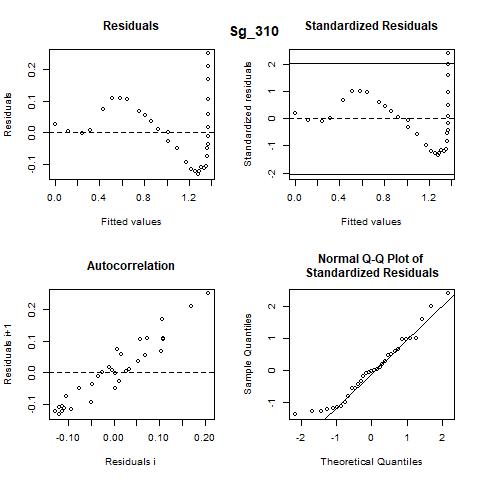 Sg_310
Residuals
Residuals
0.2
0.1
0.0
-0.1
0.0 0.4 0.8 1.2
Fitted values
Standardized Residuals
Standardized residuals
2
1
0
-1
-2
0.0 0.4 0.8 1.2
Fitted values
Autocorrelation
Residuals i+1
0.2
0.1
0.0
-0.1
-0.10 0.00 0.10 0.20
Residuals i
Normal Q-Q Plot of
Standardized Residuals
Sample Quantiles
2
1
0
-1
-2 -1 0 1 2
Theoretical Quantiles